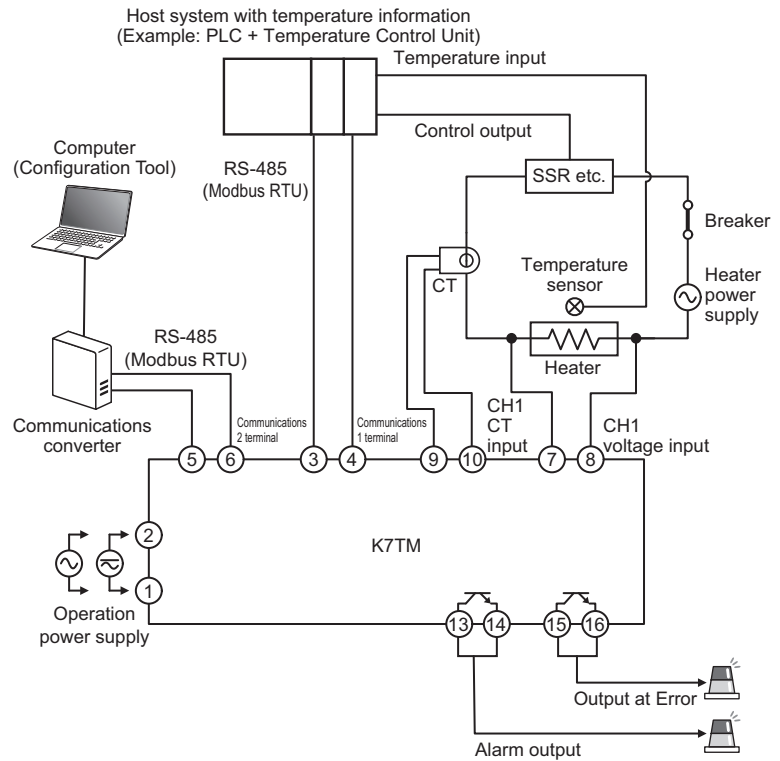 Host system with temperature information
(Example: PLC + Temperature Control Unit)
Temperature input
Control output
Computer
(Configuration Tool)
RS-485
(Modbus RTU)
SSR etc.
Breaker
CT
Temperature
sensor
Heater
power
supply
Heater
RS-485
(Modbus RTU)
Communications
converter
Communications
2 terminal
Communications
1 terminal
CH1
CT
input
CH1
voltage input
5
6
3
4
9
10
7
8
2
1
K7TM
Operation
power supply
13
14
15
16
Output at Error
Alarm output